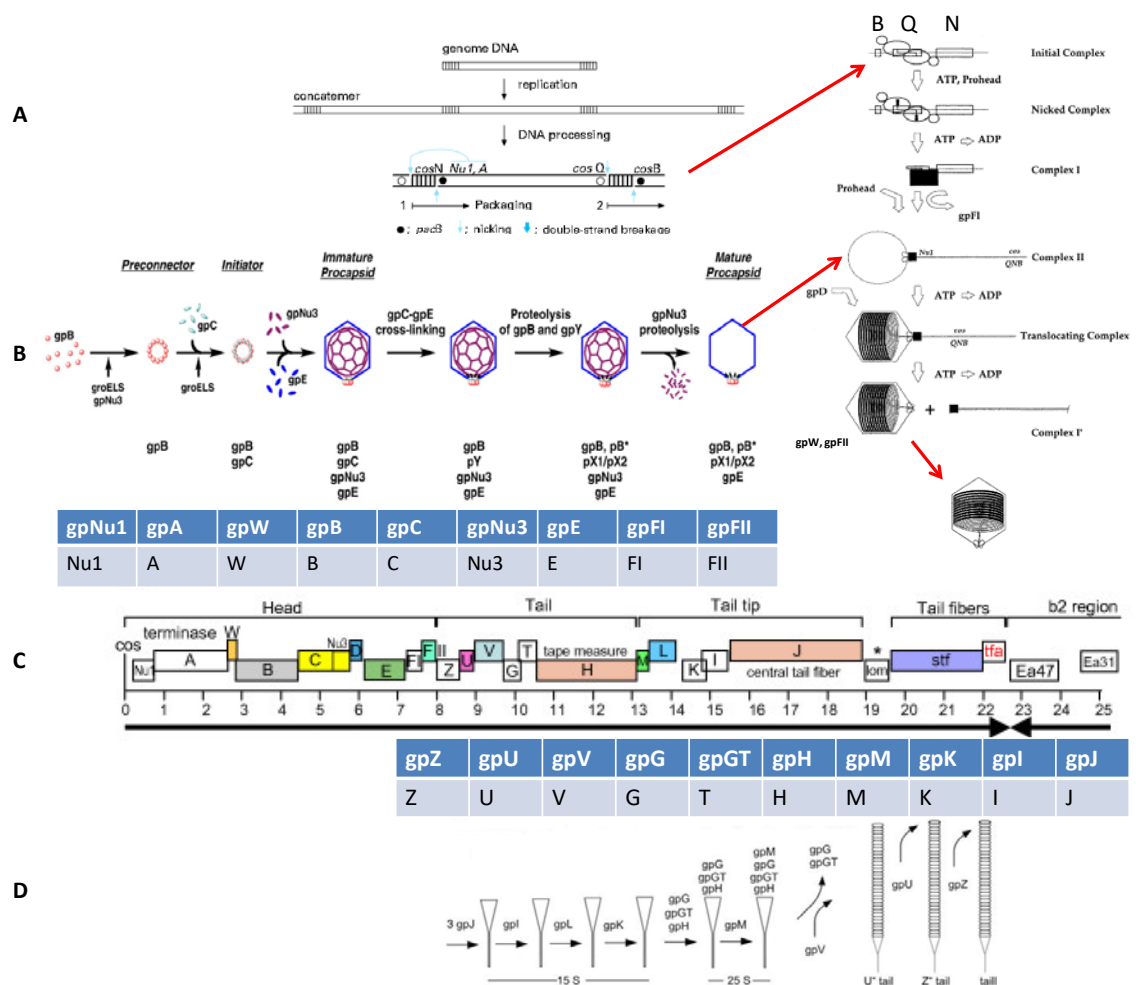 A
genome DNA
replication
concatemer
DNA processing
cosN Nu1, A cos Q cosB
1 Packaging 2
●; pacB ; nicking ; double-strand breakage
B Q N
Initial Complex
ATP, Prohead
Nicked Complex
ATP ⇨ ADP
Complex I
Prohead
gpFI
Nu1 cos
QNB
Complex II
gpD
ATP ⇨ ADP
cos
QNB
Translocating Complex
ATP ⇨ ADP
+
Complex I'
gpW, gpFII
B
Preconnector
Initiator
Immature
Procapsid
Mature
Procapsid
gpB
gpC
gpNu3
gpE
groELS
gpNu3
groELS
gpC-gpE
cross-linking
Proteolysis
of gpB and gpY
gpNu3
proteolysis
gpB
gpB
gpC
gpB
gpC
gpNu3
gpE
gpB
pY
gpNu3
gpE
gpB, pB*
pX1/pX2
gpNu3
gpE
gpB, pB*
pX1/pX2
gpE
gpNu1 gpA gpW gpB gpC gpNu3 gpE gpFI gpFII
Nu1 A W B C Nu3 E FI FII
C
Head Tail Tail tip Tail fibers b2 region
cos
terminase
W
Nu1 A B C Nu3 D E FI F II Z U V G T
tape measure
H M L K I J
central tail fiber
*
lom stf tfa Ea47 Ea31
0 1 2 3 4 5 6 7 8 9 10 11 12 13 14 15 16 17 18 19 20 21 22 23 24 25
gpZ gpU gpV gpG gpGT gpH gpM gpK gpI gpJ
Z U V G T H M K I J
D
3 gpJ
gpI
gpL
gpK
gpG
gpGT
gpH
gpG
gpGT
gpH
gpM
gpM
gpG
gpGT
gpH
gpG
gpGT
gpV
gpU
gpZ
15 S
25 S
U⁻ tail
Z⁻ tail
taill